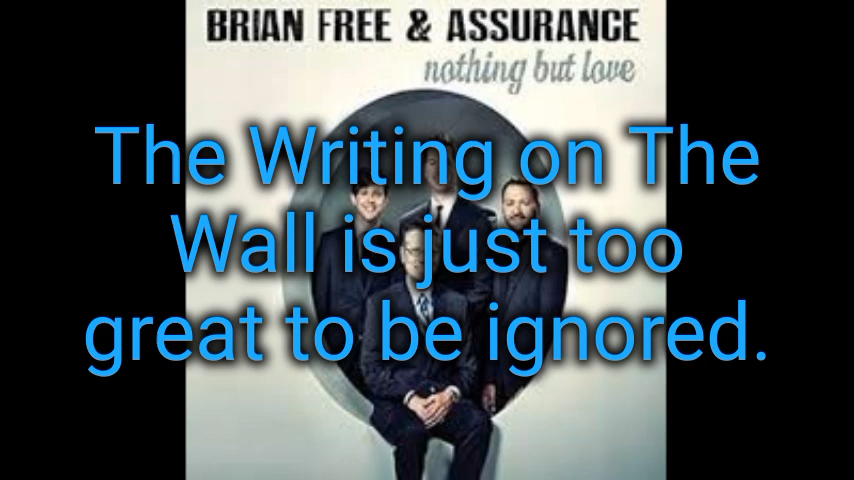 BRIAN FREE & ASSURANCE
nothing but love
The Writing on The
Wall is just too
great to be ignored.